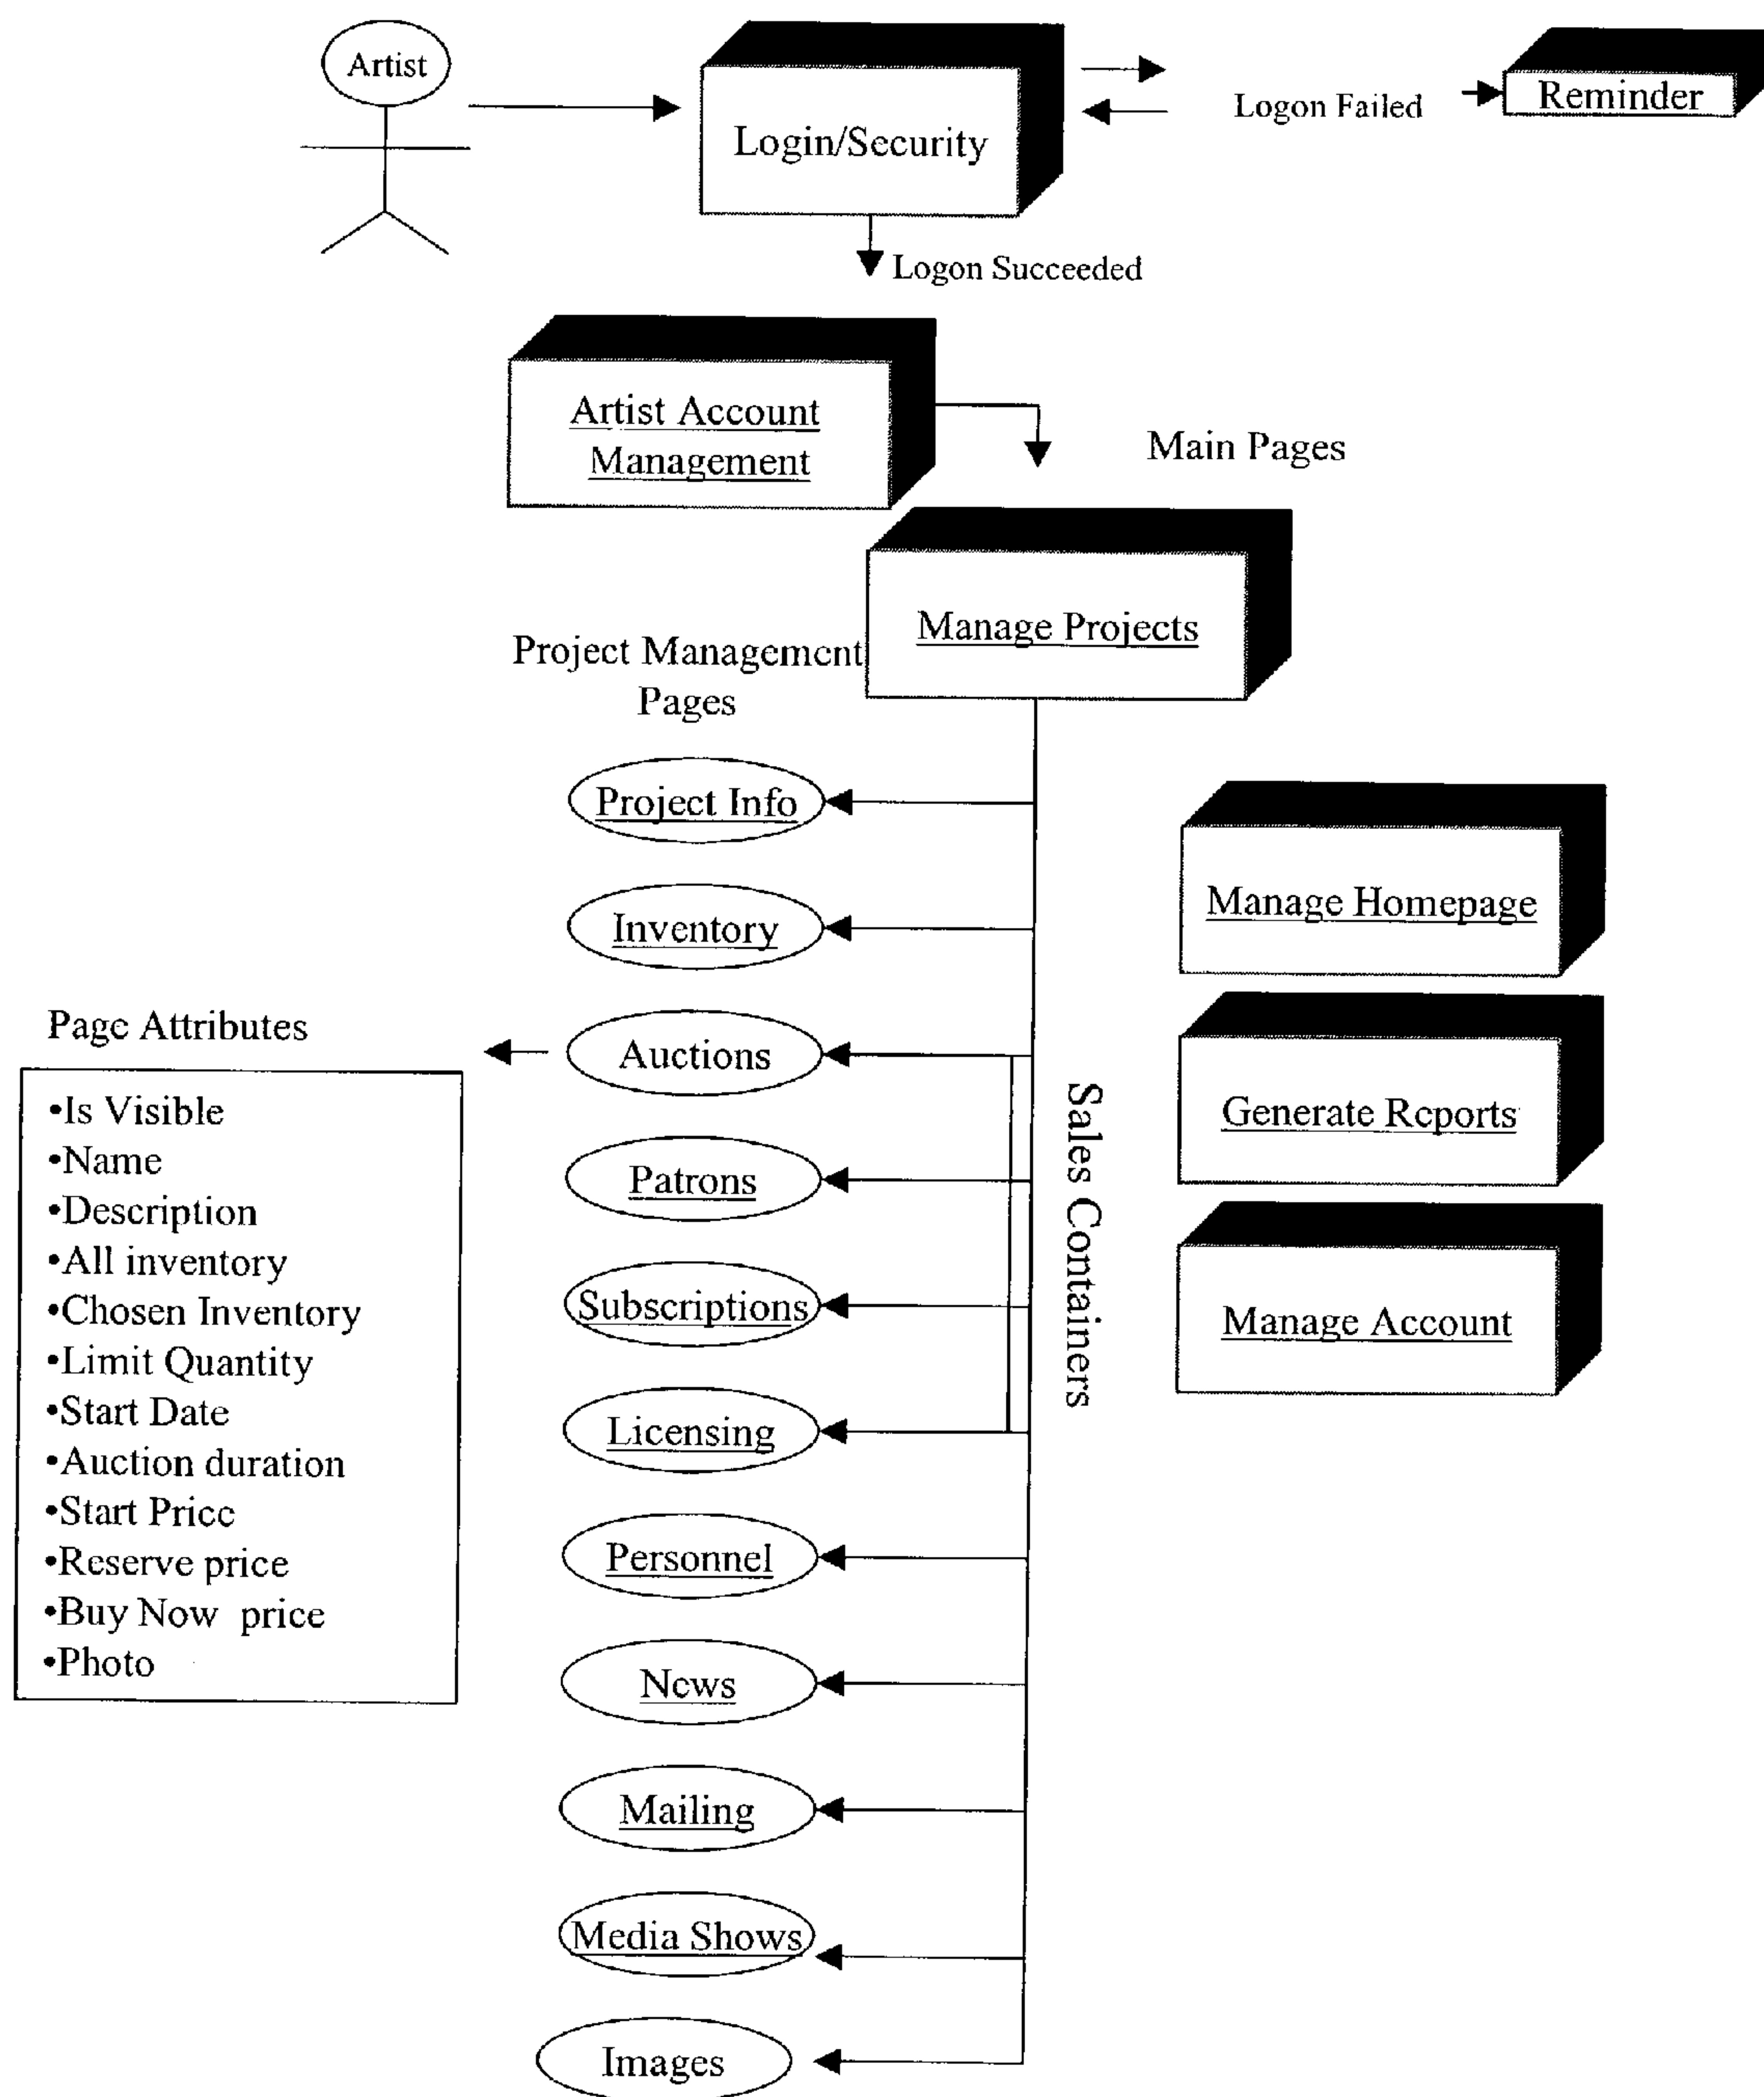 Artist
Login/Security
Logon Failed
Reminder
Logon Succeeded
Artist Account
Management
Main Pages
Manage Projects
Project Management
Pages
Project Info
Inventory
Manage Homepage
Page Attributes
Auctions
•Is Visible
•Name
•Description
•All inventory
•Chosen Inventory
•Limit Quantity
•Start Date
•Auction duration
•Start Price
•Reserve price
•Buy Now price
•Photo
Sales Containers
Generate Reports
Patrons
Subscriptions
Manage Account
Licensing
Personnel
News
Mailing
Media Shows
Images